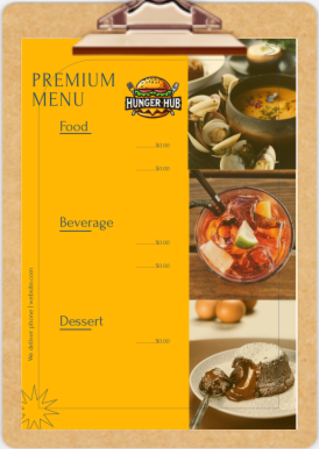 PREMIUM
MENU
HUNGER HUB
Food
............$0.00
............$0.00
Beverage
............$0.00
............$0.00
Dessert
............$0.00
We deliver phone | website.com